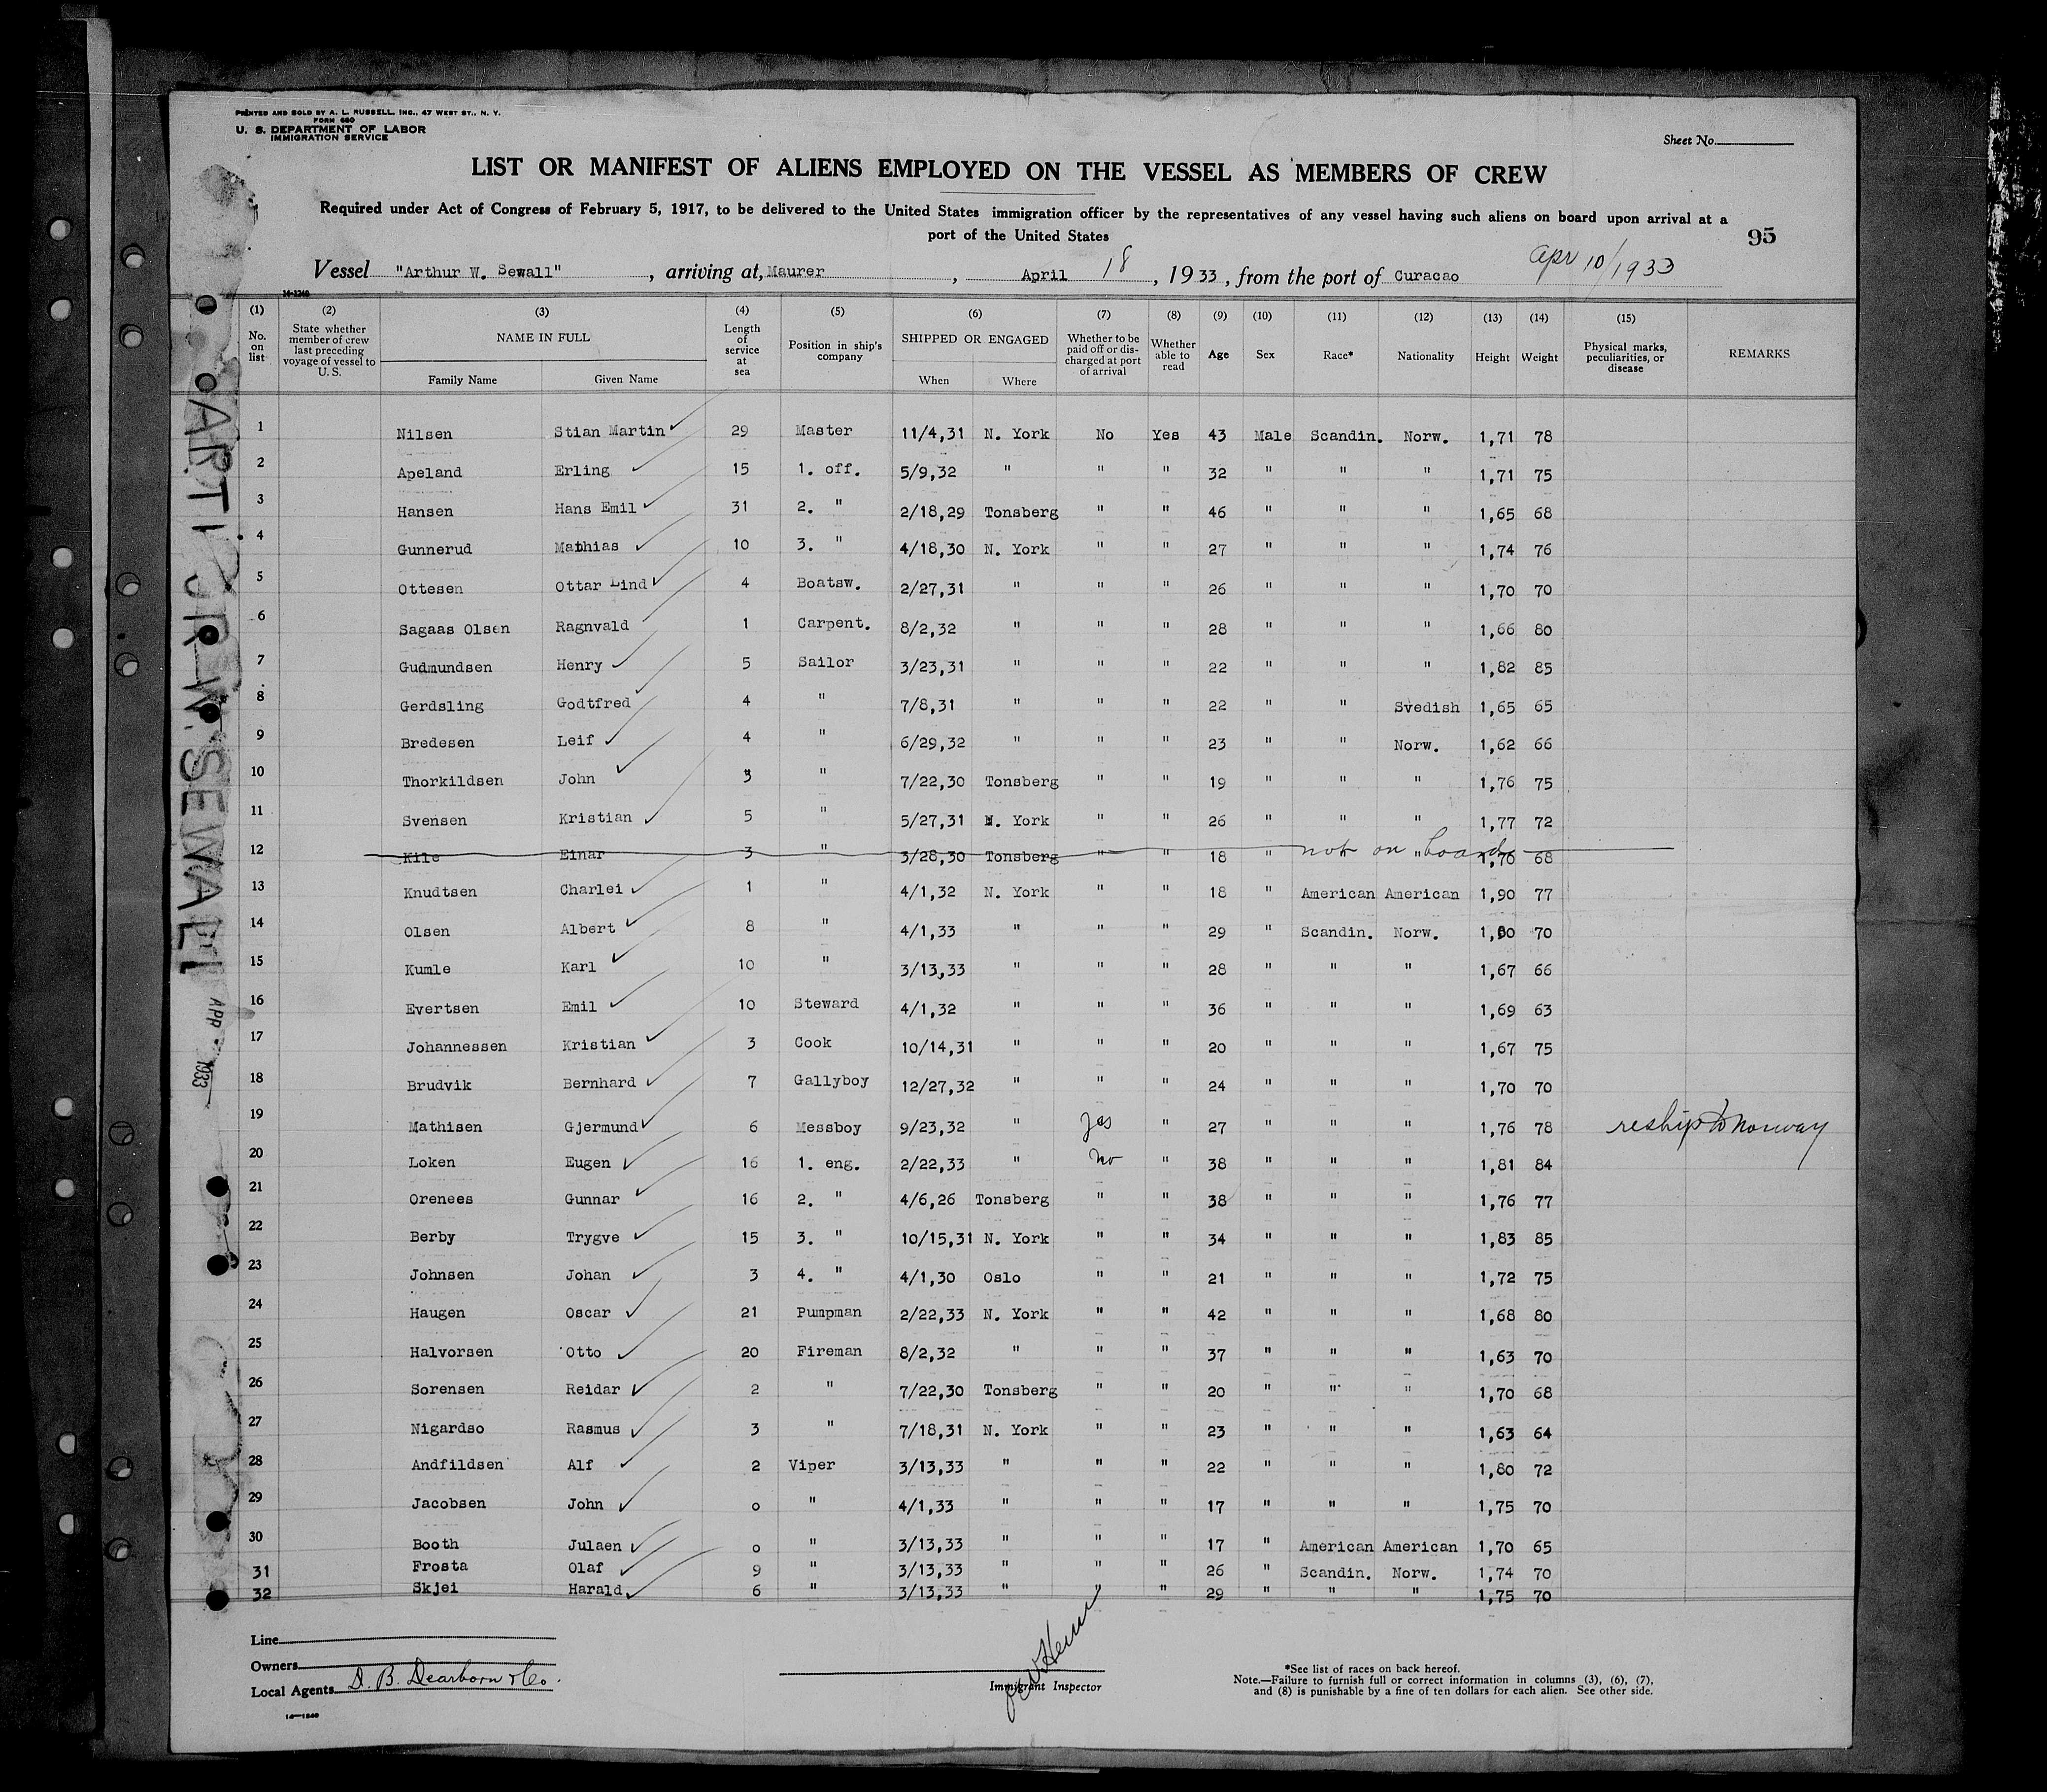 PRINTED AND SOLD BY A. L. RUSSELL, INC., 47 WEST ST., N. Y.
FORM 680
U. S. DEPARTMENT OF LABOR
IMMIGRATION SERVICE
Sheet No.
LIST OR MANIFEST OF ALIENS EMPLOYED ON THE VESSEL AS MEMBERS OF CREW
Required under Act of Congress of February 5, 1917, to be delivered to the United States immigration officer by the representatives of any vessel having such aliens on board upon arrival at a
port of the United States
95
Vessel "Arthur W. Sewall", arriving at, Maurer, April 18, 1933, from the port of Curacao Apr 10/1933
14-1240
(1) No. on list (2) State whether member of crew last preceding voyage of vessel to U. S. (3) NAME IN FULL Family Name Given Name (4) Length of service at sea (5) Position in ship's company (6) SHIPPED OR ENGAGED When Where (7) Whether to be paid off or discharged at port of arrival (8) Whether able to read (9) Age (10) Sex (11) Race* (12) Nationality (13) Height (14) Weight (15) Physical marks, peculiarities, or disease REMARKS
1 Nilsen Stian Martin 29 Master 11/4,31 N. York No Yes 43 Male Scandin. Norw. 1,71 78
2 Apeland Erling 15 1. off. 5/9,32 " " " 32 " " " 1,71 75
3 Hansen Hans Emil 31 2. " 2/18,29 Tonsberg " " 46 " " " 1,65 68
4 Gunnerud Mathias 10 3. " 4/18,30 N. York " " 27 " " " 1,74 76
5 Ottesen Ottar Lind 4 Boatsw. 2/27,31 " " " 26 " " " 1,70 70
6 Sagaas Olsen Ragnvald 1 Carpent. 8/2,32 " " " 28 " " " 1,66 80
7 Gudmundsen Henry 5 Sailor 3/23,31 " " " 22 " " " 1,82 85
8 Gerdsling Godtfred 4 " 7/8,31 " " " 22 " " Svedish 1,65 65
9 Bredesen Leif 4 " 6/29,32 " " " 23 " " Norw. 1,62 66
10 Thorkildsen John 3 " 7/22,30 Tonsberg " " 19 " " " 1,76 75
11 Svensen Kristian 5 " 5/27,31 N. York " " 26 " " " 1,77 72
12 Kile Einar 3 " 3/28,30 Tonsberg " " 18 " " " 1,76 68 not on board
13 Knudtsen Charlei 1 " 4/1,32 N. York " " 18 " American American 1,90 77
14 Olsen Albert 8 " 4/1,33 " " " 29 " Scandin. Norw. 1,80 70
15 Kumle Karl 10 " 3/13,33 " " " 28 " " " 1,67 66
16 Evertsen Emil 10 Steward 4/1,32 " " " 36 " " " 1,69 63
17 Johannessen Kristian 3 Cook 10/14,31 " " " 20 " " " 1,67 75
18 Brudvik Bernhard 7 Gallyboy 12/27,32 " " " 24 " " " 1,70 70
19 Mathisen Gjermund 6 Messboy 9/23,32 " yes " 27 " " " 1,76 78 reship to Norway
20 Loken Eugen 16 1. eng. 2/22,33 " no " 38 " " " 1,81 84
21 Orenees Gunnar 16 2. " 4/6,26 Tonsberg " " 38 " " " 1,76 77
22 Berby Trygve 15 3. " 10/15,31 N. York " " 34 " " " 1,83 85
23 Johnsen Johan 3 4. " 4/1,30 Oslo " " 21 " " " 1,72 75
24 Haugen Oscar 21 Pumpman 2/22,33 N. York " " 42 " " " 1,68 80
25 Halvorsen Otto 20 Fireman 8/2,32 " " " 37 " " " 1,63 70
26 Sorensen Reidar 2 " 7/22,30 Tonsberg " " 20 " " " 1,70 68
27 Nigardso Rasmus 3 " 7/18,31 N. York " " 23 " " " 1,63 64
28 Andfildsen Alf 2 Viper 3/13,33 " " " 22 " " " 1,80 72
29 Jacobsen John o " 4/1,33 " " " 17 " " " 1,75 70
30 Booth Julaen o " 3/13,33 " " " 17 " American American 1,70 65
31 Frosta Olaf 9 " 3/13,33 " " " 26 " Scandin. Norw. 1,74 70
32 Skjei Harald 6 " 3/13,33 " " " 29 " " " 1,75 70
Line
Owners
Local Agents D. B. Dearborn & Co.
14-1240
Immigrant Inspector
*See list of races on back hereof.
Note.—Failure to furnish full or correct information in columns (3), (6), (7),
and (8) is punishable by a fine of ten dollars for each alien. See other side.
ARTHUR W. SEWALL
APR 1933